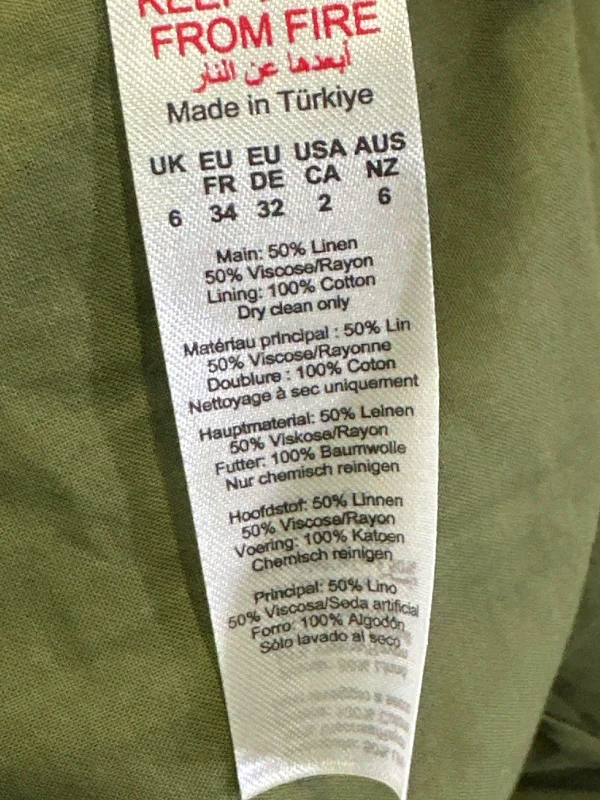 FROM FIRE
أبعدها عن النار
Made in Türkiye
UK EU EU USA AUS
FR DE CA NZ
6 34 32 2 6
Main: 50% Linen
50% Viscose/Rayon
Lining: 100% Cotton
Dry clean only
Matériau principal : 50% Lin
50% Viscose/Rayonne
Doublure : 100% Coton
Nettoyage à sec uniquement
Hauptmaterial: 50% Leinen
50% Viskose/Rayon
Futter: 100% Baumwolle
Nur chemisch reinigen
Hoofdstof: 50% Linnen
50% Viscose/Rayon
Voering: 100% Katoen
Chemisch reinigen
Principal: 50% Lino
50% Viscosa/Seda artificial
Forro: 100% Algodón
Sólo lavado al seco